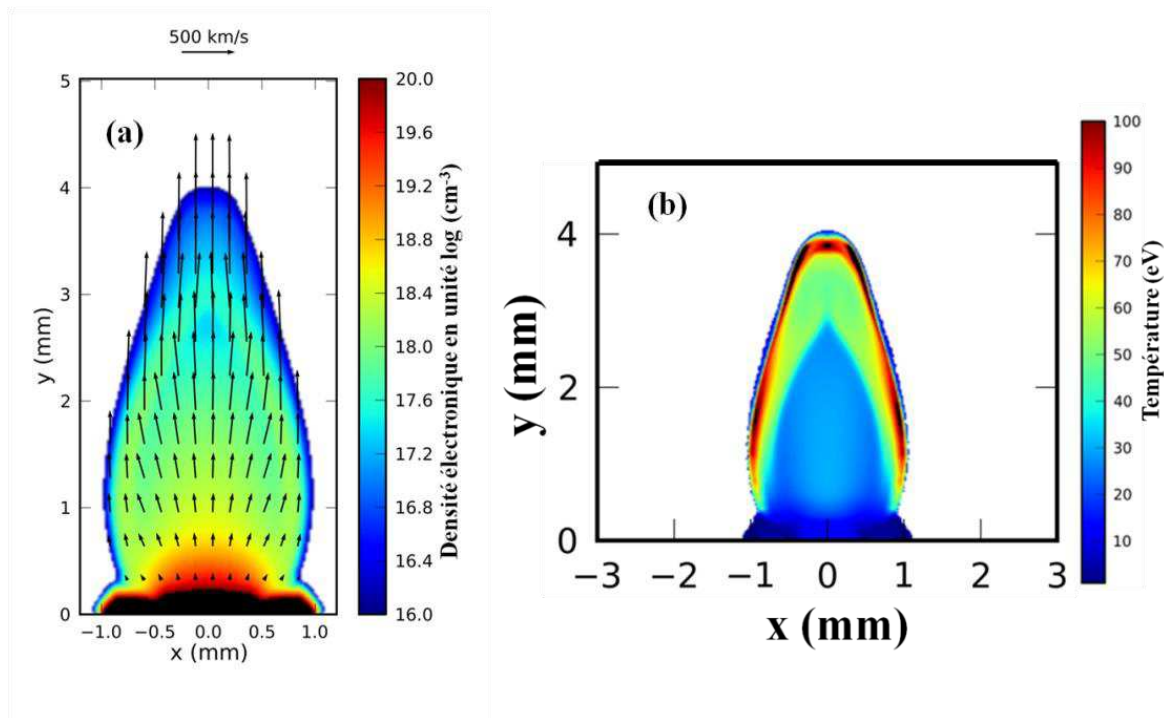 500 km/s
(a)
5
4
3
2
1
0
y (mm)
−1.0 −0.5 0.0 0.5 1.0
x (mm)
20.0
19.6
19.2
18.8
18.4
18.0
17.6
17.2
16.8
16.4
16.0
Densité électronique en unité log (cm⁻³)
(b)
4
2
0
y (mm)
−3 −2 −1 0 1 2 3
x (mm)
100
90
80
70
60
50
40
30
20
10
Température (eV)